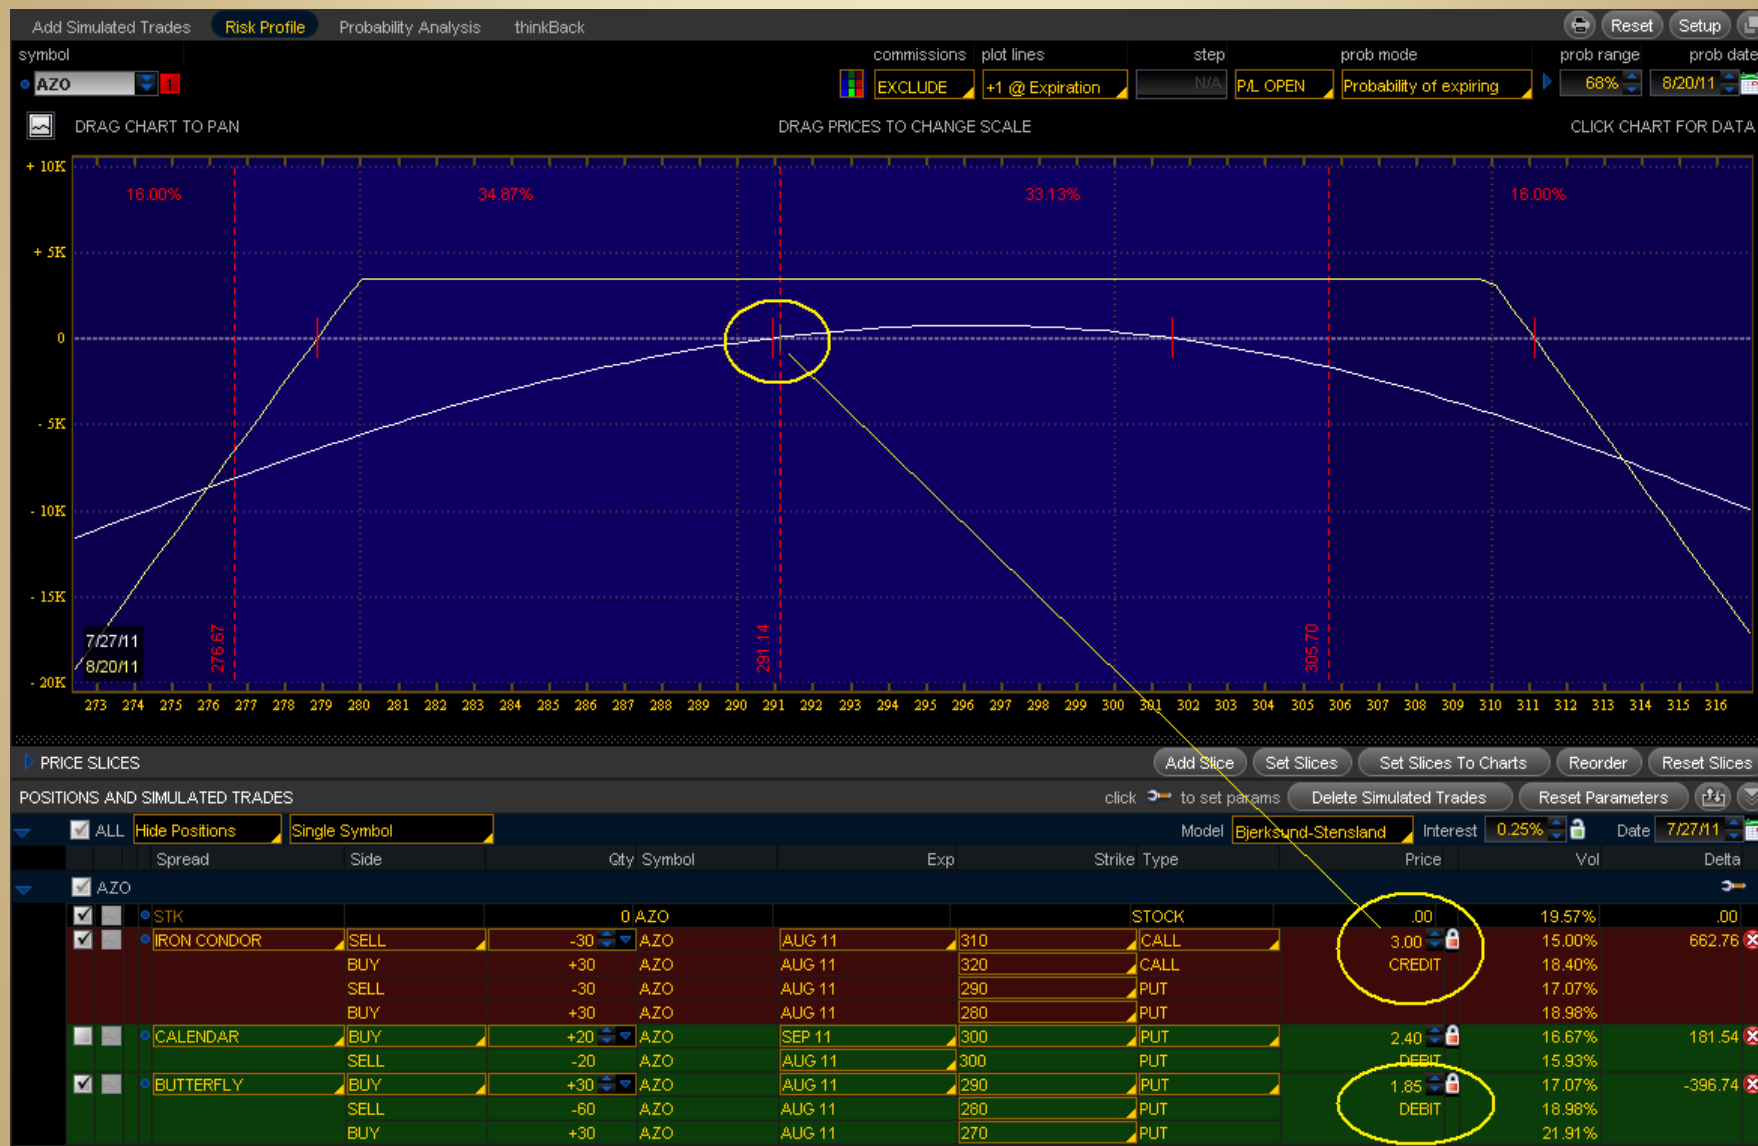 Add Simulated Trades Risk Profile Probability Analysis thinkBack Reset Setup
symbol commissions plot lines step prob mode prob range prob date
AZO 1 EXCLUDE +1 @ Expiration N/A P/L OPEN Probability of expiring 68% 8/20/11
DRAG CHART TO PAN DRAG PRICES TO CHANGE SCALE CLICK CHART FOR DATA
+ 10K
16.00% 34.87% 33.13% 16.00%
+ 5K
0
- 5K
- 10K
- 15K
276.67 291.14 305.70
7/27/11
8/20/11
- 20K
273 274 275 276 277 278 279 280 281 282 283 284 285 286 287 288 289 290 291 292 293 294 295 296 297 298 299 300 301 302 303 304 305 306 307 308 309 310 311 312 313 314 315 316
PRICE SLICES Add Slice Set Slices Set Slices To Charts Reorder Reset Slices
POSITIONS AND SIMULATED TRADES click to set params Delete Simulated Trades Reset Parameters
ALL Hide Positions Single Symbol Model Bjerksund-Stensland Interest 0.25% Date 7/27/11
Spread Side Qty Symbol Exp Strike Type Price Vol Delta
AZO
STK 0 AZO STOCK .00 19.57% .00
IRON CONDOR SELL -30 AZO AUG 11 310 CALL 3.00 15.00% 662.76
BUY +30 AZO AUG 11 320 CALL CREDIT 18.40%
SELL -30 AZO AUG 11 290 PUT 17.07%
BUY +30 AZO AUG 11 280 PUT 18.98%
CALENDAR BUY +20 AZO SEP 11 300 PUT 2.40 16.67% 181.54
SELL -20 AZO AUG 11 300 PUT DEBIT 15.93%
BUTTERFLY BUY +30 AZO AUG 11 290 PUT 1.85 17.07% -396.74
SELL -60 AZO AUG 11 280 PUT DEBIT 18.98%
BUY +30 AZO AUG 11 270 PUT 21.91%